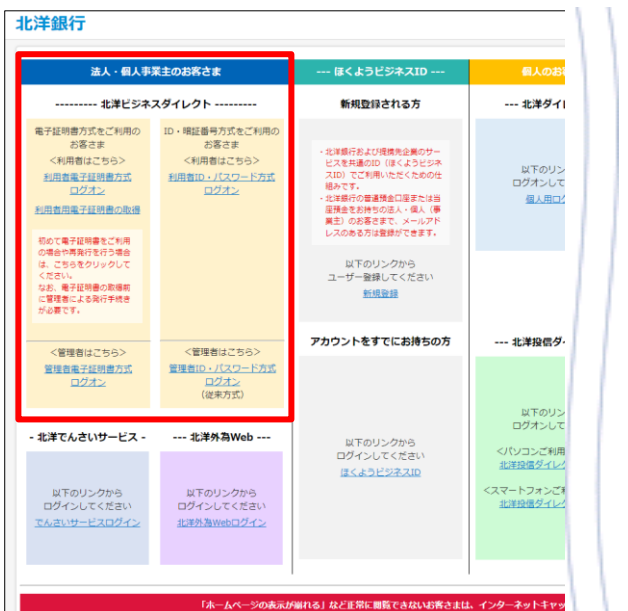 北洋銀行
法人・個人事業主のお客さま
--------- 北洋ビジネスダイレクト ---------
電子証明書方式をご利用の
お客さま
＜利用者はこちら＞
利用者電子証明書方式
ログオン
利用者用電子証明書の取得
初めて電子証明書をご利用
の場合や再発行を行う場合
は、こちらをクリックして
ください。
なお、電子証明書の取得前
に管理者による発行手続き
が必要です。
＜管理者はこちら＞
管理者電子証明書方式
ログオン
ID・暗証番号方式をご利用の
お客さま
＜利用者はこちら＞
利用者ID・パスワード方式
ログオン
＜管理者はこちら＞
管理者ID・パスワード方式
ログオン
(従来方式)
- 北洋でんさいサービス -
以下のリンクから
ログインしてください
でんさいサービスログイン
--- 北洋外為Web ---
以下のリンクから
ログインしてください
北洋外為Webログイン
--- ほくようビジネスID ---
新規登録される方
・北洋銀行および提携先企業のサー
ビスを共通のID（ほくようビジネ
スID）でご利用いただくための仕
組みです。
・北洋銀行の普通預金口座または当
座預金をお持ちの法人・個人（事
業主）のお客さまで、メールアド
レスのある方は登録ができます。
以下のリンクから
ユーザー登録してください
新規登録
アカウントをすでにお持ちの方
以下のリンクから
ログインしてください
ほくようビジネスID
個人のお
--- 北洋ダイ
以下のリン
ログオンして
個人用ロ
--- 北洋投信ダ
以下のリン
ログオンして
＜パソコンご利用
北洋投信ダイレ
＜スマートフォンご
北洋投信ダイレ
「ホームページの表示が崩れる」など正常に閲覧できないお客さまは、インターネットキャッ